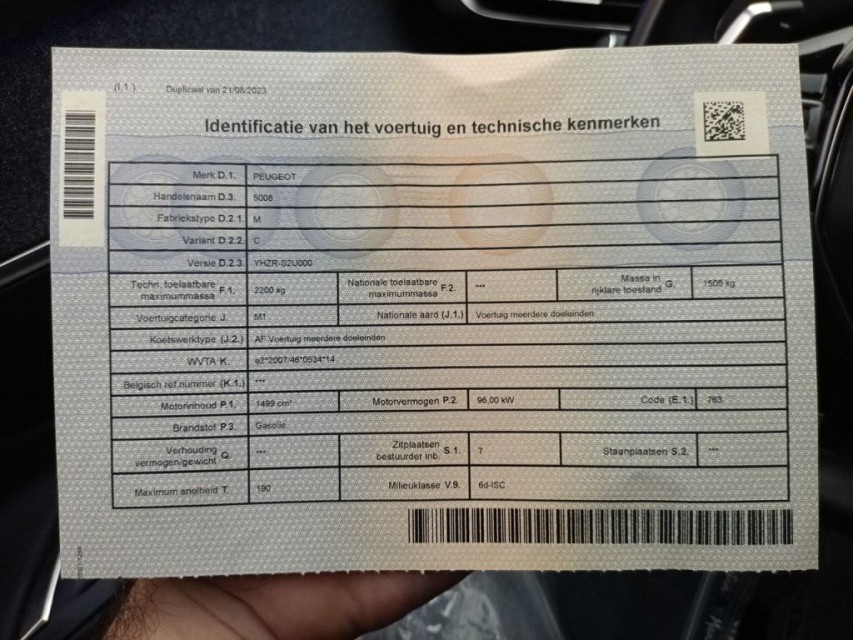 (I.1) Duplicaat van 21/08/2023
Identificatie van het voertuig en technische kenmerken
Merk D.1. PEUGEOT
Handelsnaam D.3. 5008
Fabriekstype D.2.1. M
Variant D.2.2. C
Versie D.2.3. YHZR-S2U000
Techn. toelaatbare maximummassa F.1. 2200 kg Nationale toelaatbare maximummassa F.2. *** Massa in rijklare toestand G. 1505 kg
Voertuigcategorie J. M1 Nationale aard (J.1.) Voertuig meerdere doeleinden
Koetswerktype (J.2.) AF Voertuig meerdere doeleinden
WVTA K. e2*2007/46*0534*14
Belgisch ref nummer (K.1.) ***
Motorinhoud P.1. 1499 cm³ Motorvermogen P.2. 96,00 kW Code (E.1.) 763
Brandstof P.3. Gasolie
Verhouding vermogen/gewicht Q. *** Zitplaatsen bestuurder inb. S.1. 7 Staanplaatsen S.2. ***
Maximum snelheid T. 190 Milieuklasse V.9. 6d-ISC